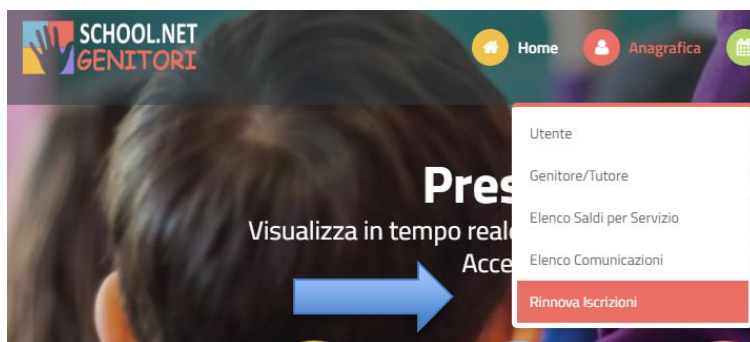 SCHOOL.NET
GENITORI
Home
Anagrafica
Utente
Genitore/Tutore
Elenco Saldi per Servizio
Elenco Comunicazioni
Rinnova Iscrizioni
Pres
Visualizza in tempo reale
Acce